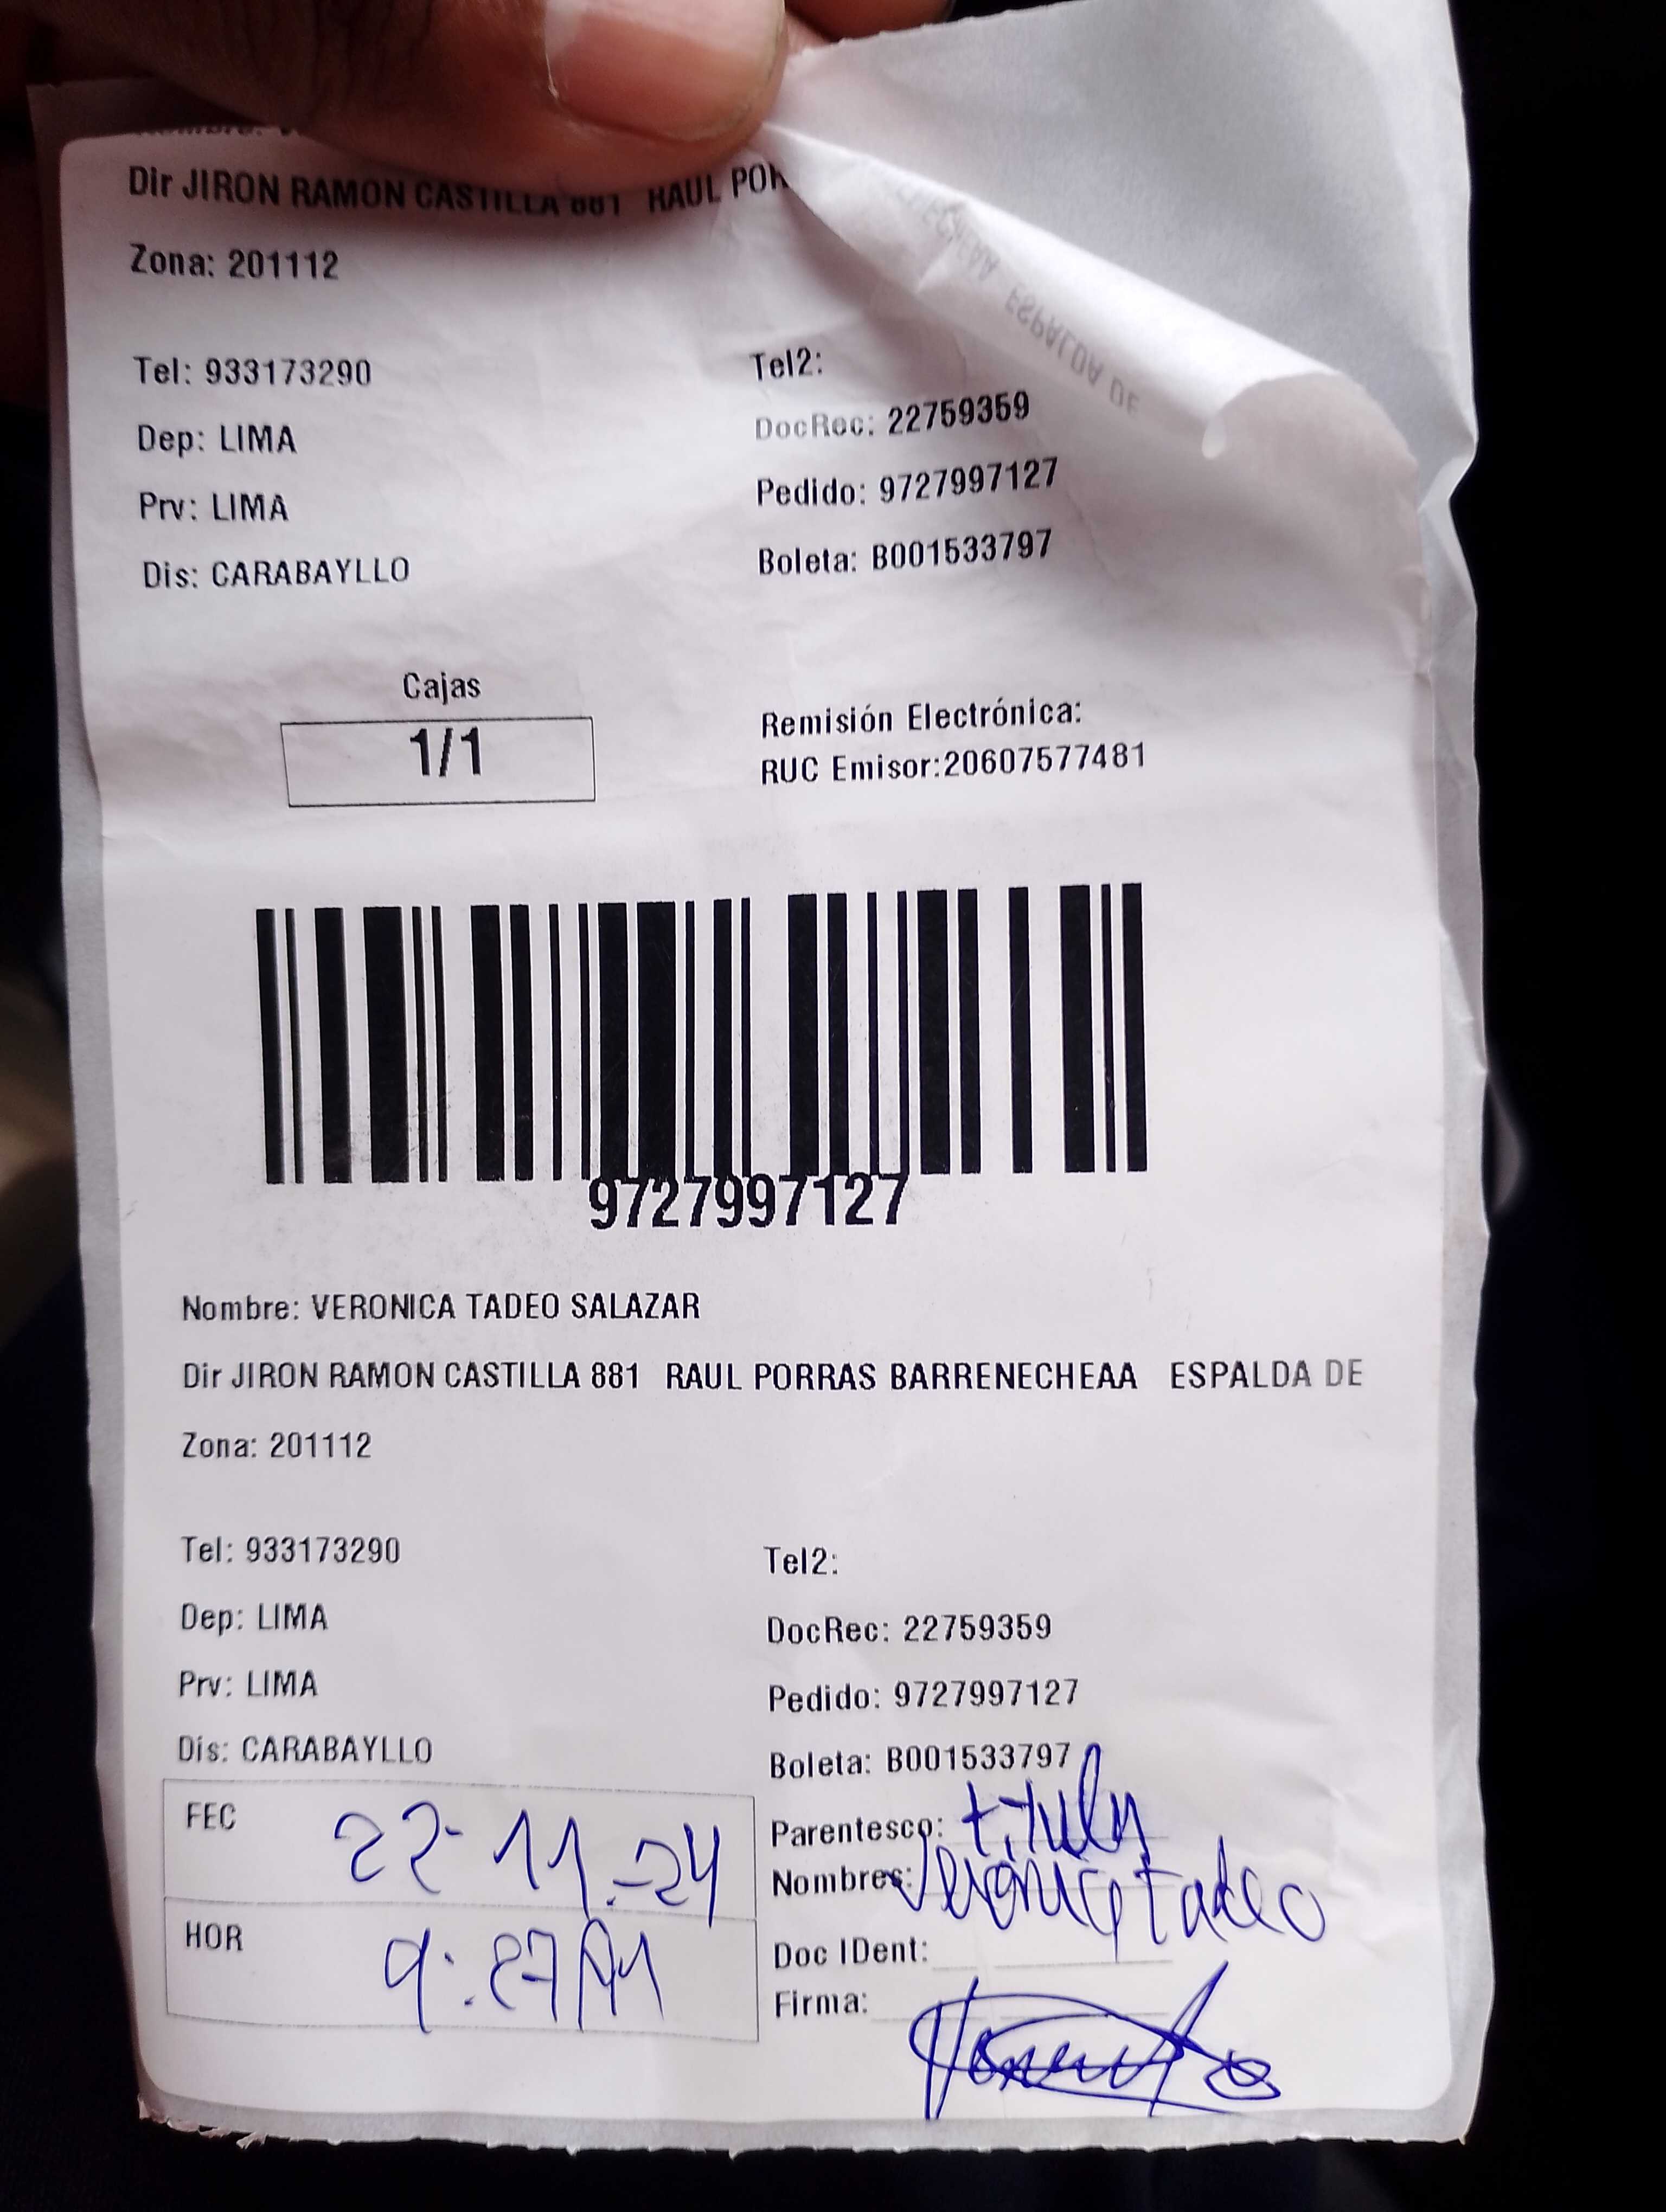 Dir JIRON RAMON CASTILLA 881 RAUL POR
ESPALDA DE
Zona: 201112
Tel: 933173290
Tel2:
Dep: LIMA
DocRec: 22759359
Prv: LIMA
Pedido: 9727997127
Dis: CARABAYLLO
Boleta: B001533797
Cajas
1/1
Remisión Electrónica:
RUC Emisor:20607577481
9727997127
Nombre: VERONICA TADEO SALAZAR
Dir JIRON RAMON CASTILLA 881 RAUL PORRAS BARRENECHEAA ESPALDA DE
Zona: 201112
Tel: 933173290
Tel2:
Dep: LIMA
DocRec: 22759359
Prv: LIMA
Pedido: 9727997127
Dis: CARABAYLLO
Boleta: B001533797
FEC 22-11-24
Parentesco:
Nombres: Veronica Tadeo
HOR 9:27AM
Doc IDent:
Firma: